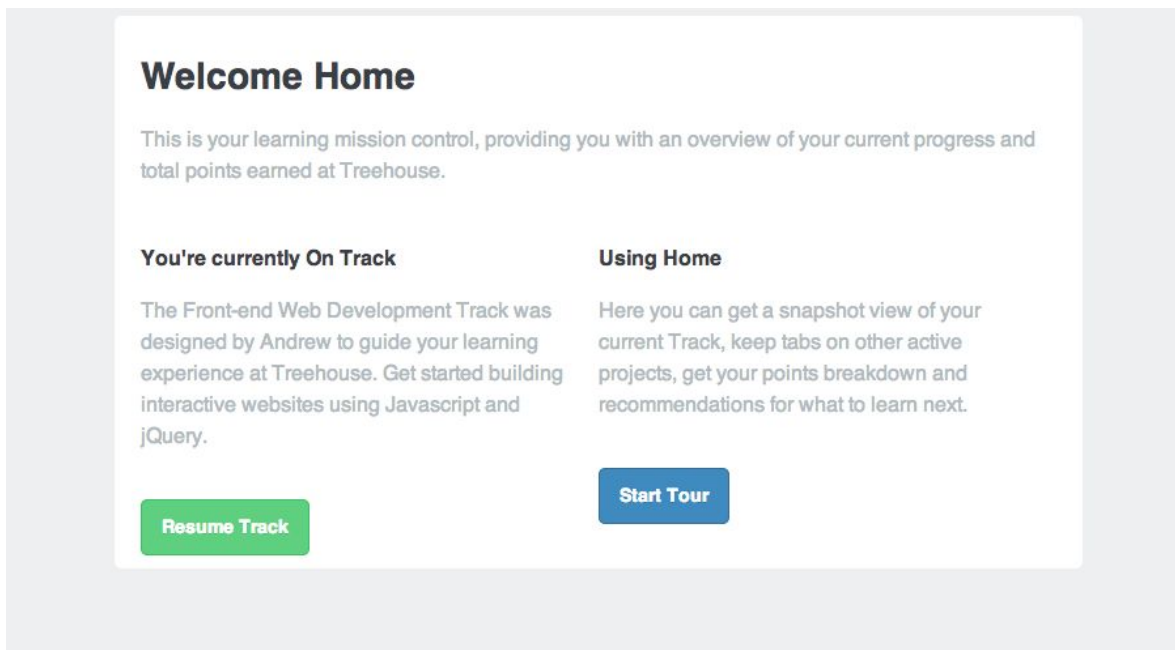 Welcome Home
This is your learning mission control, providing you with an overview of your current progress and
total points earned at Treehouse.
You're currently On Track
The Front-end Web Development Track was
designed by Andrew to guide your learning
experience at Treehouse. Get started building
interactive websites using Javascript and
jQuery.
Resume Track
Using Home
Here you can get a snapshot view of your
current Track, keep tabs on other active
projects, get your points breakdown and
recommendations for what to learn next.
Start Tour